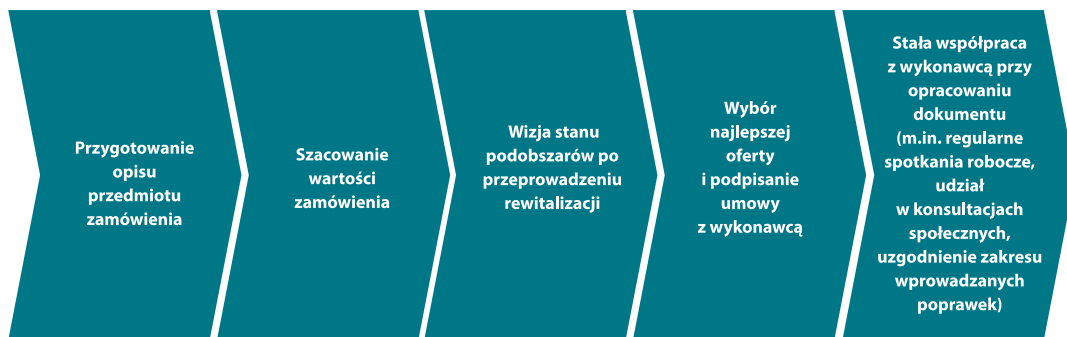 Przygotowanie
opisu
przedmiotu
zamówienia
Szacowanie
wartości
zamówienia
Wizja stanu
podobszarów po
przeprowadzeniu
rewitalizacji
Wybór
najlepszej
oferty
i podpisanie
umowy
z wykonawcą
Stała współpraca
z wykonawcą przy
opracowaniu
dokumentu
(m.in. regularne
spotkania robocze,
udział
w konsultacjach
społecznych,
uzgodnienie zakresu
wprowadzanych
poprawek)